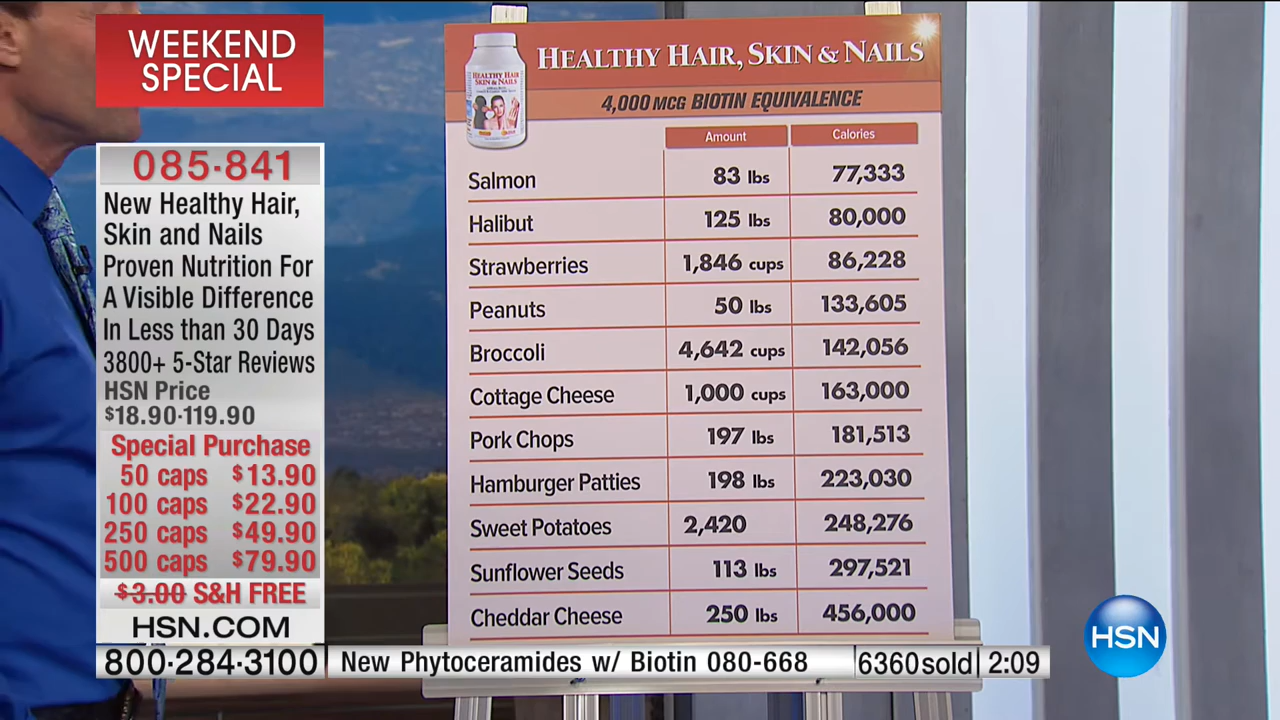 WEEKEND
SPECIAL
085·841
New Healthy Hair,
Skin and Nails
Proven Nutrition For
A Visible Difference
In Less than 30 Days
3800+ 5-Star Reviews
HSN Price
$18.90-119.90
Special Purchase
50 caps $13.90
100 caps $22.90
250 caps $49.90
500 caps $79.90
$3.00 S&H FREE
HSN.COM
800·284·3100
HEALTHY HAIR, SKIN & NAILS
4,000 MCG BIOTIN EQUIVALENCE
HEALTHY HAIR
SKIN & NAILS
Amount Calories
Salmon 83 lbs 77,333
Halibut 125 lbs 80,000
Strawberries 1,846 cups 86,228
Peanuts 50 lbs 133,605
Broccoli 4,642 cups 142,056
Cottage Cheese 1,000 cups 163,000
Pork Chops 197 lbs 181,513
Hamburger Patties 198 lbs 223,030
Sweet Potatoes 2,420 248,276
Sunflower Seeds 113 lbs 297,521
Cheddar Cheese 250 lbs 456,000
New Phytoceramides w/ Biotin 080-668
6360sold 2:09
HSN